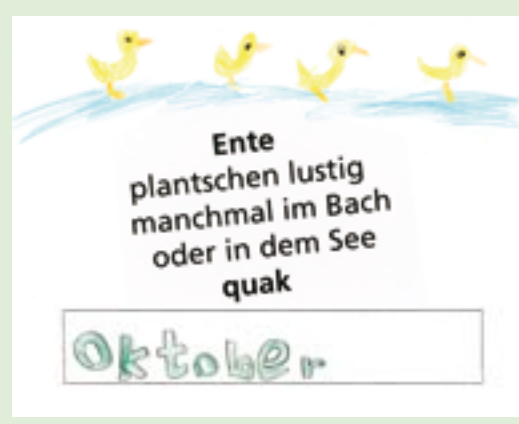 Ente
plantschen lustig
manchmal im Bach
oder in dem See
quak
Oktober